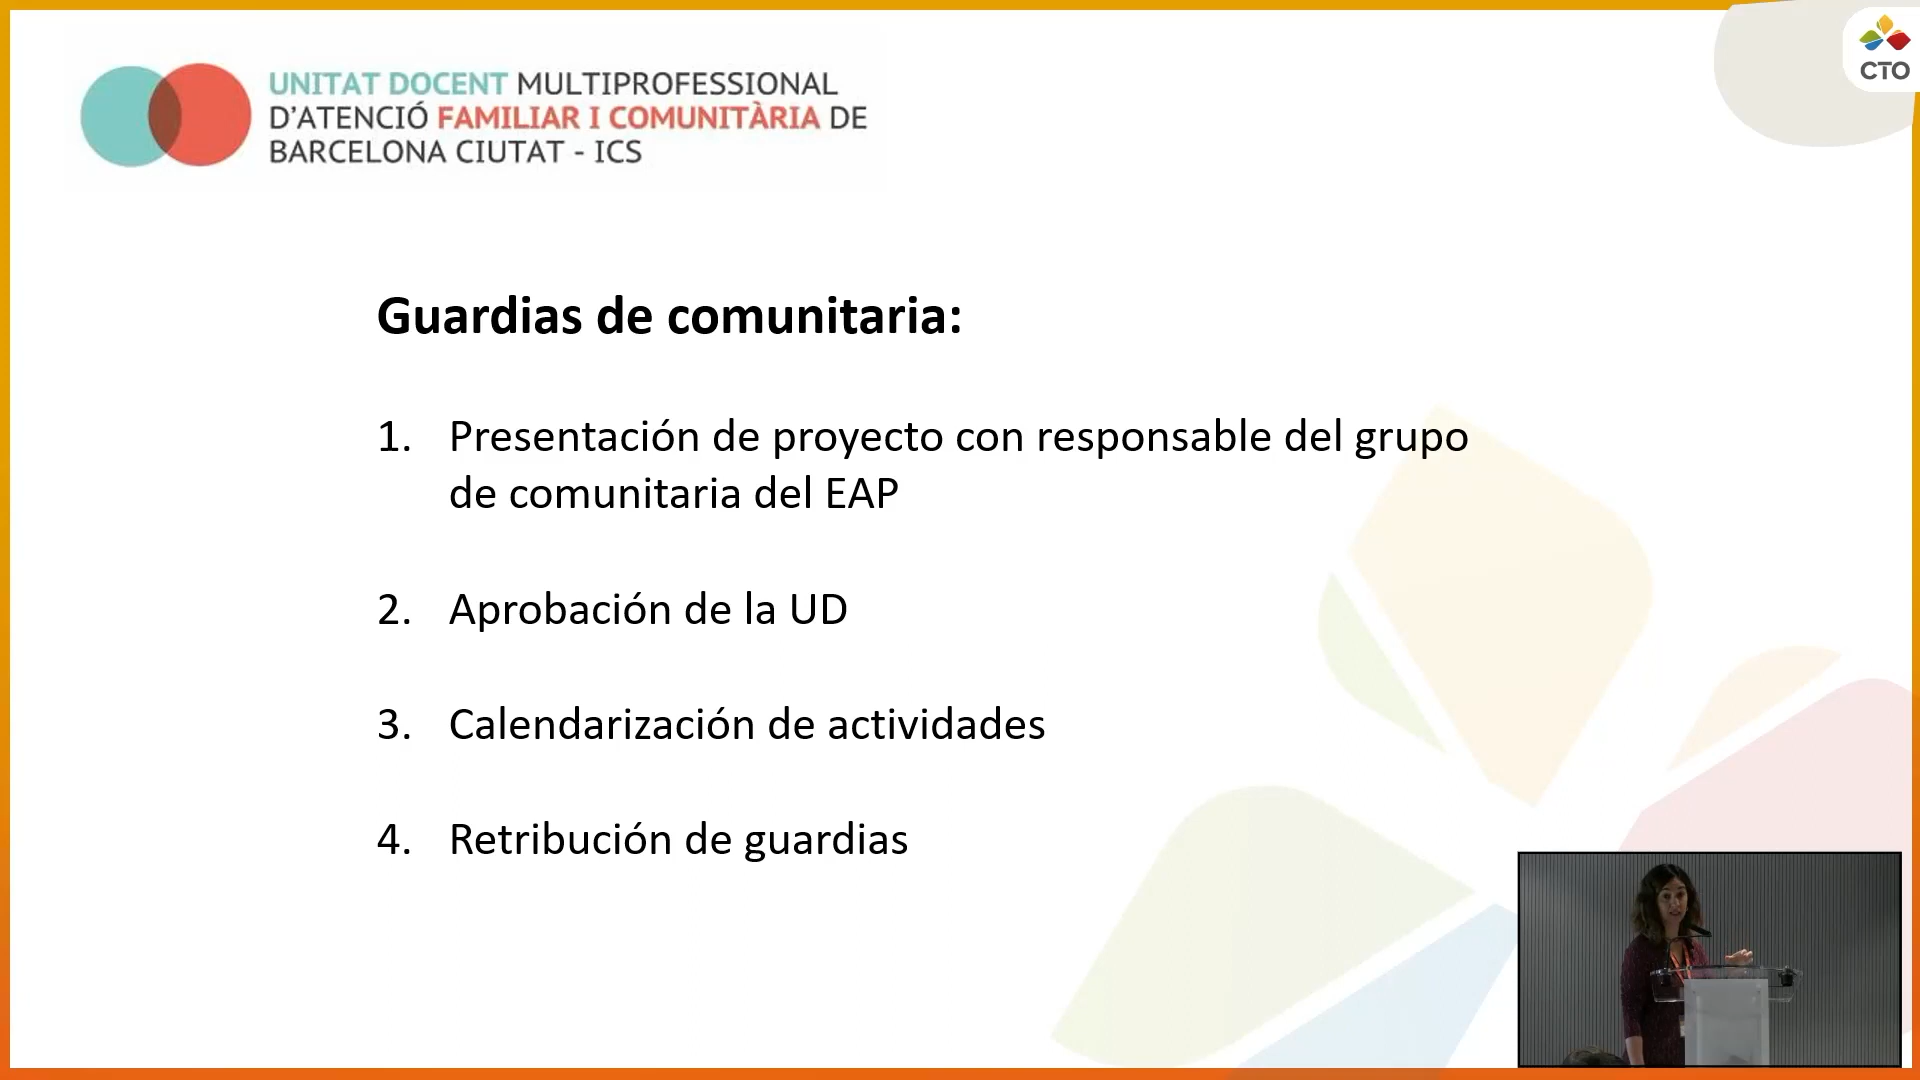 UNITAT DOCENT MULTIPROFESSIONAL
D'ATENCIÓ FAMILIAR I COMUNITÀRIA DE
BARCELONA CIUTAT - ICS
CTO
Guardias de comunitaria:
1. Presentación de proyecto con responsable del grupo
de comunitaria del EAP
2. Aprobación de la UD
3. Calendarización de actividades
4. Retribución de guardias